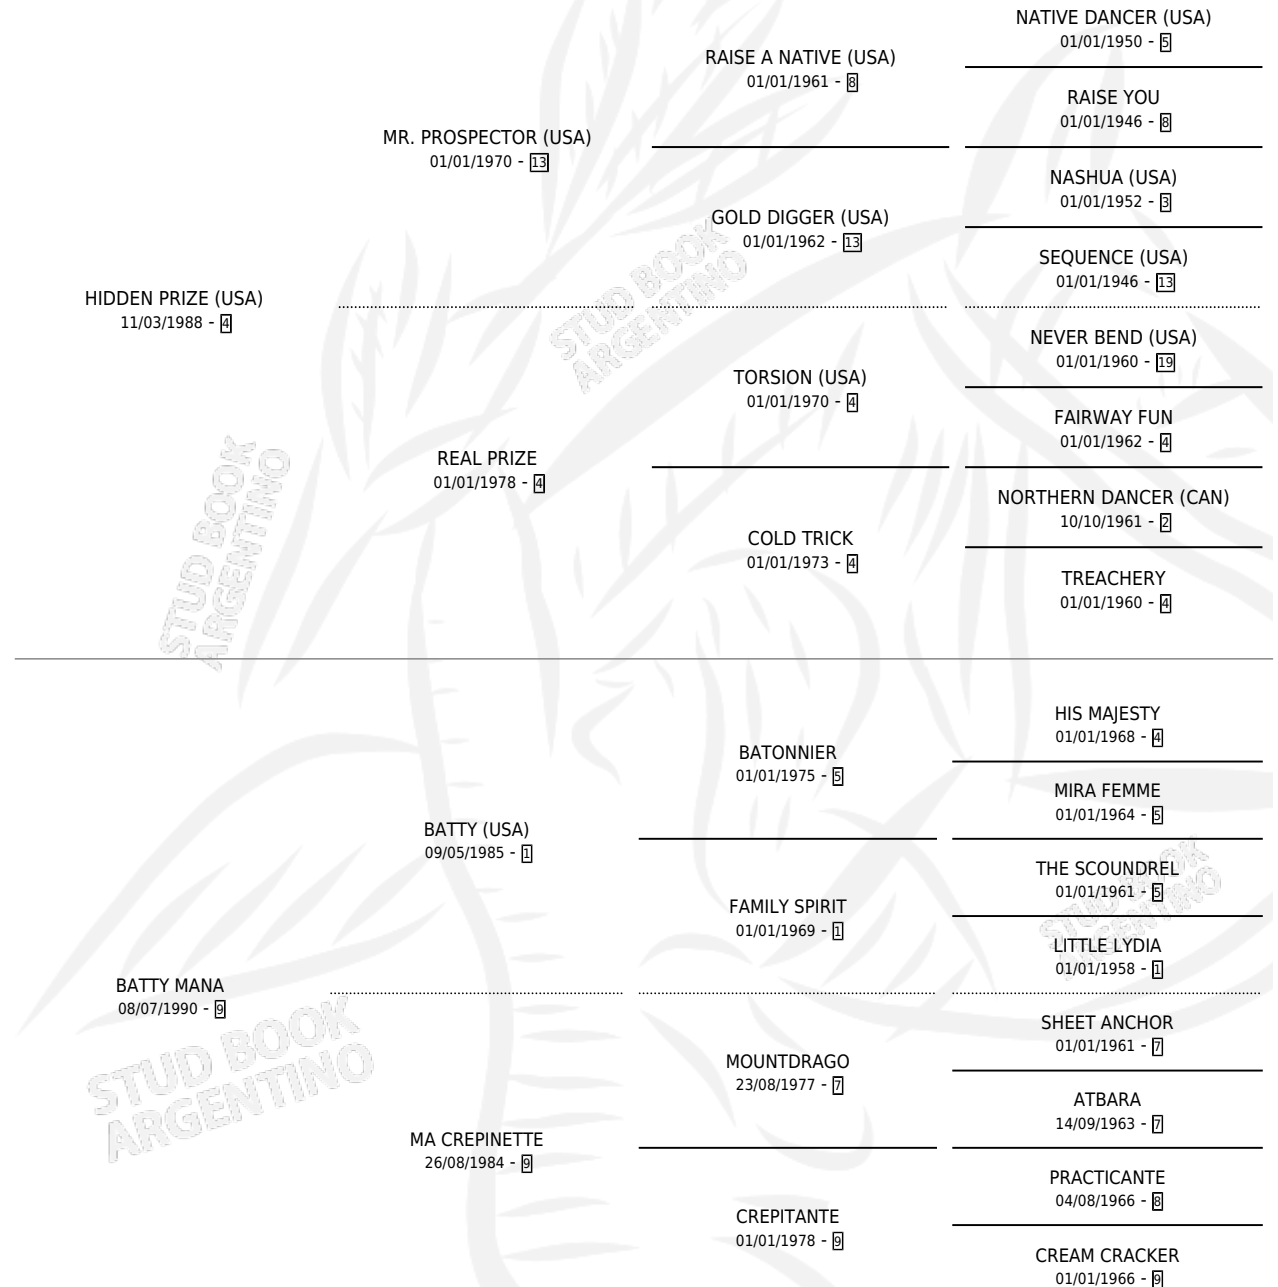 NATIVE DANCER (USA)
01/01/1950 - 5
RAISE A NATIVE (USA)
01/01/1961 - 8
RAISE YOU
01/01/1946 - 8
MR. PROSPECTOR (USA)
01/01/1970 - 13
NASHUA (USA)
01/01/1952 - 3
GOLD DIGGER (USA)
01/01/1962 - 13
SEQUENCE (USA)
01/01/1946 - 13
HIDDEN PRIZE (USA)
11/03/1988 - 4
STUD BOOK
ARGENTINO
NEVER BEND (USA)
01/01/1960 - 19
TORSION (USA)
01/01/1970 - 4
FAIRWAY FUN
01/01/1962 - 4
REAL PRIZE
01/01/1978 - 4
NORTHERN DANCER (CAN)
10/10/1961 - 2
COLD TRICK
01/01/1973 - 4
TREACHERY
01/01/1960 - 4
STUD BOOK
ARGENTINO
HIS MAJESTY
01/01/1968 - 4
BATONNIER
01/01/1975 - 5
MIRA FEMME
01/01/1964 - 5
BATTY (USA)
09/05/1985 - 1
THE SCOUNDREL
01/01/1961 - 5
FAMILY SPIRIT
01/01/1969 - 1
LITTLE LYDIA
01/01/1958 - 1
STUD BOOK
ARGENTINO
BATTY MANA
08/07/1990 - 9
SHEET ANCHOR
01/01/1961 - 7
MOUNTDRAGO
23/08/1977 - 7
ATBARA
14/09/1963 - 7
STUD BOOK
ARGENTINO
MA CREPINETTE
26/08/1984 - 9
PRACTICANTE
04/08/1966 - 8
CREPITANTE
01/01/1978 - 9
CREAM CRACKER
01/01/1966 - 9